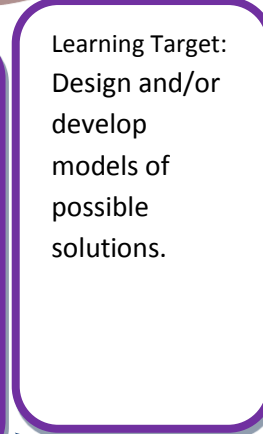 Learning Target:
Design and/or
develop
models of
possible
solutions.